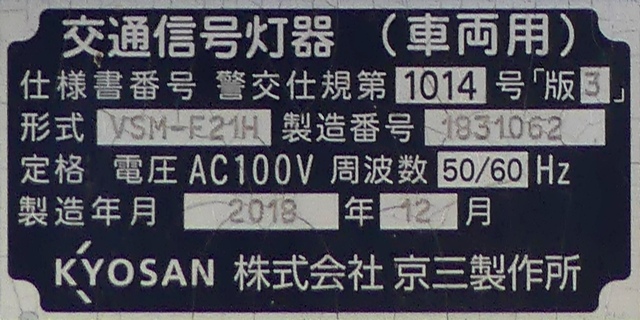 交通信号灯器 （車両用）
仕様書番号 警交仕規第 1014 号「版3」
形式 VSM-F21H 製造番号 1831062
定格 電圧 AC100V 周波数 50/60 Hz
製造年月 2018 年 12 月
KYOSAN 株式会社 京三製作所